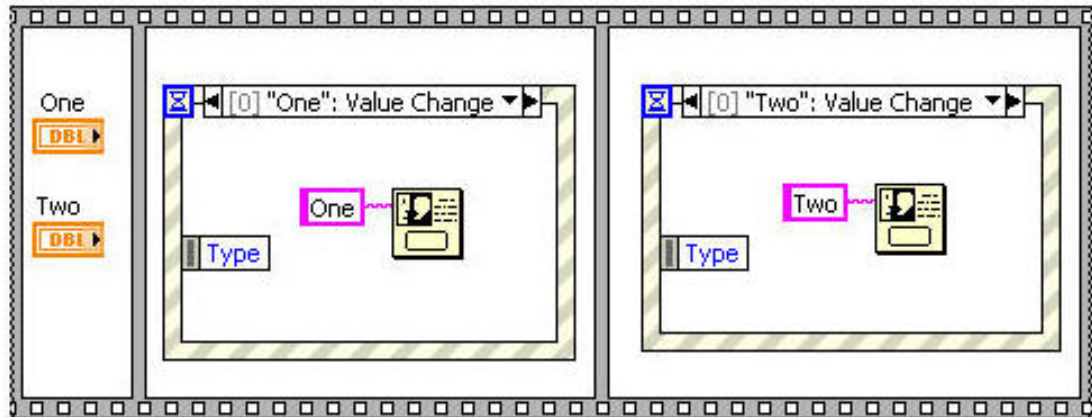 One
DBL
Two
DBL
[0] "One": Value Change
One
Type
[0] "Two": Value Change
Two
Type